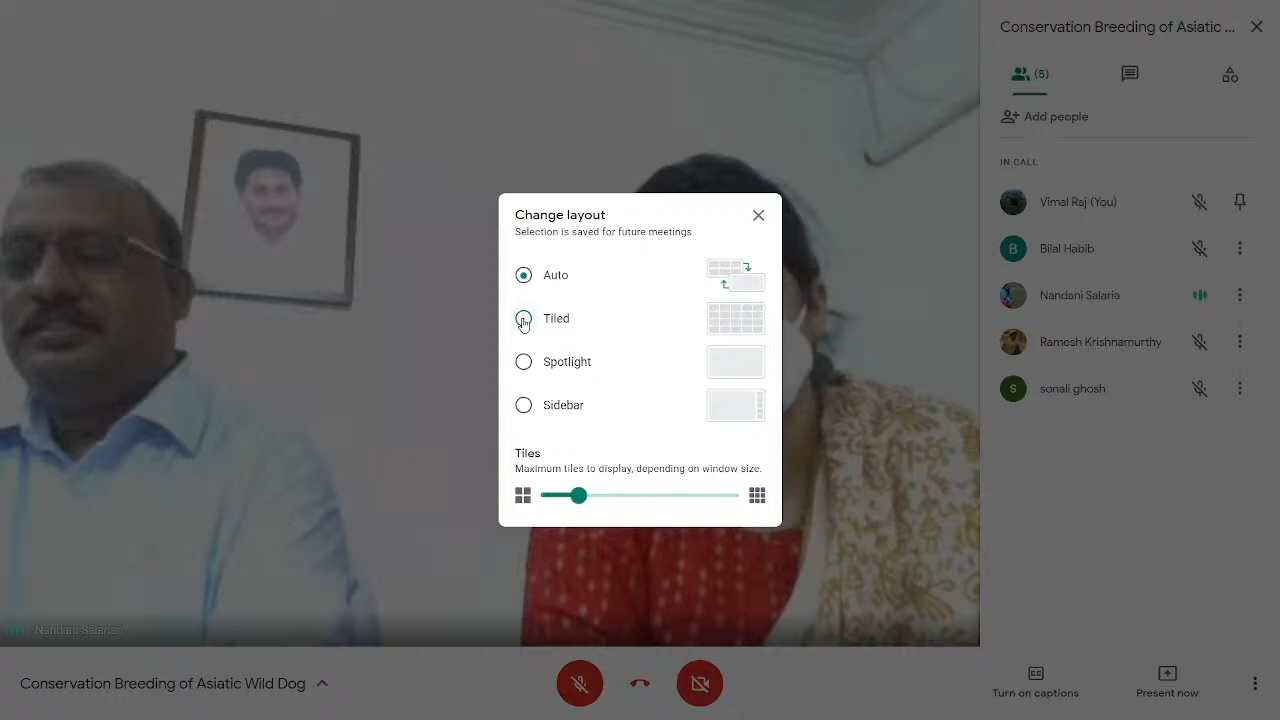 Conservation Breeding of Asiatic ...
(5)
Add people
IN CALL
Vimal Raj (You)
B Bilal Habib
Nandani Salaria
Ramesh Krishnamurthy
S sonali ghosh
Change layout
Selection is saved for future meetings
Auto
Tiled
Spotlight
Sidebar
Tiles
Maximum tiles to display, depending on window size.
Nandani Salaria
Conservation Breeding of Asiatic Wild Dog
CC
Turn on captions
Present now